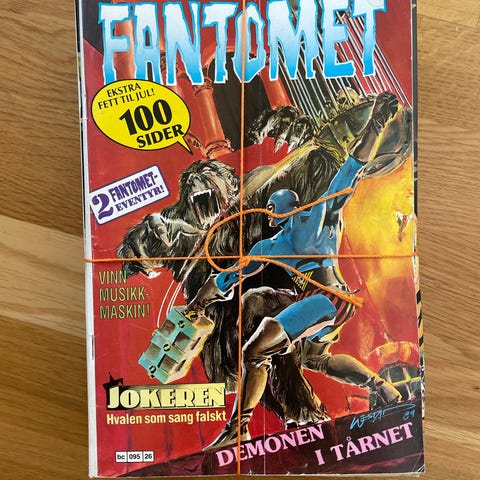 FANTOMET
EKSTRA
FETT TIL JUL!
100
SIDER
2 FANTOMET-
EVENTYR!
VINN
MUSIKK-
MASKIN!
JOKEREN
Hvalen som sang falskt
DEMONEN
I TÅRNET
bc 095 26